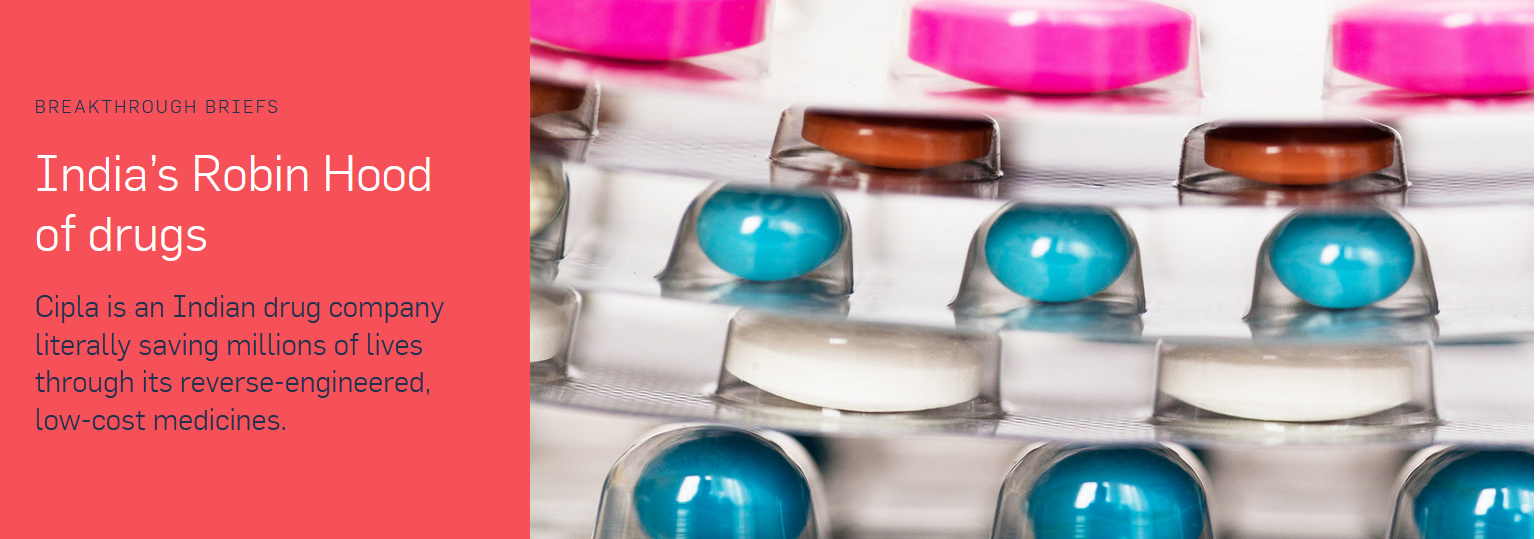 BREAKTHROUGH BRIEFS
India’s Robin Hood
of drugs
Cipla is an Indian drug company
literally saving millions of lives
through its reverse-engineered,
low-cost medicines.